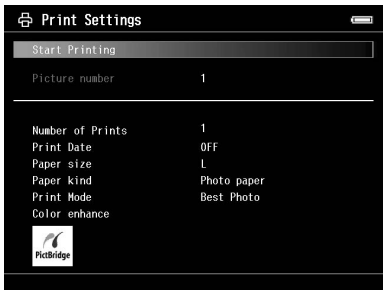 Print Settings
Start Printing
Picture number 1
Number of Prints 1
Print Date OFF
Paper size L
Paper kind Photo paper
Print Mode Best Photo
Color enhance
PictBridge